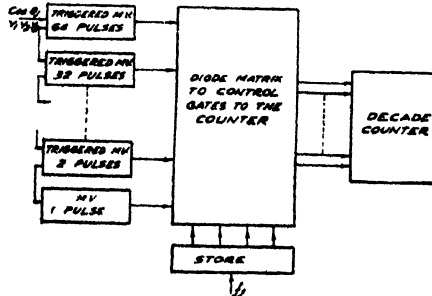 TRIGGERED MV
64 PULSES
TRIGGERED MV
32 PULSES
TRIGGERED MV
2 PULSES
MV
1 PULSE
DIODE MATRIX
TO CONTROL
GATES TO THE
COUNTER
DECADE
COUNTER
STORE